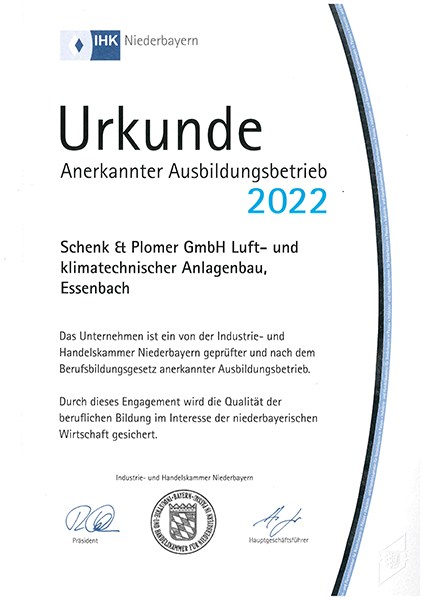 IHK Niederbayern
Urkunde
Anerkannter Ausbildungsbetrieb
2022
Schenk & Plomer GmbH Luft- und
klimatechnischer Anlagenbau,
Essenbach
Das Unternehmen ist ein von der Industrie- und
Handelskammer Niederbayern geprüfter und nach dem
Berufsbildungsgesetz anerkannter Ausbildungsbetrieb.
Durch dieses Engagement wird die Qualität der
beruflichen Bildung im Interesse der niederbayerischen
Wirtschaft gesichert.
Industrie- und Handelskammer Niederbayern
Präsident
Hauptgeschäftsführer